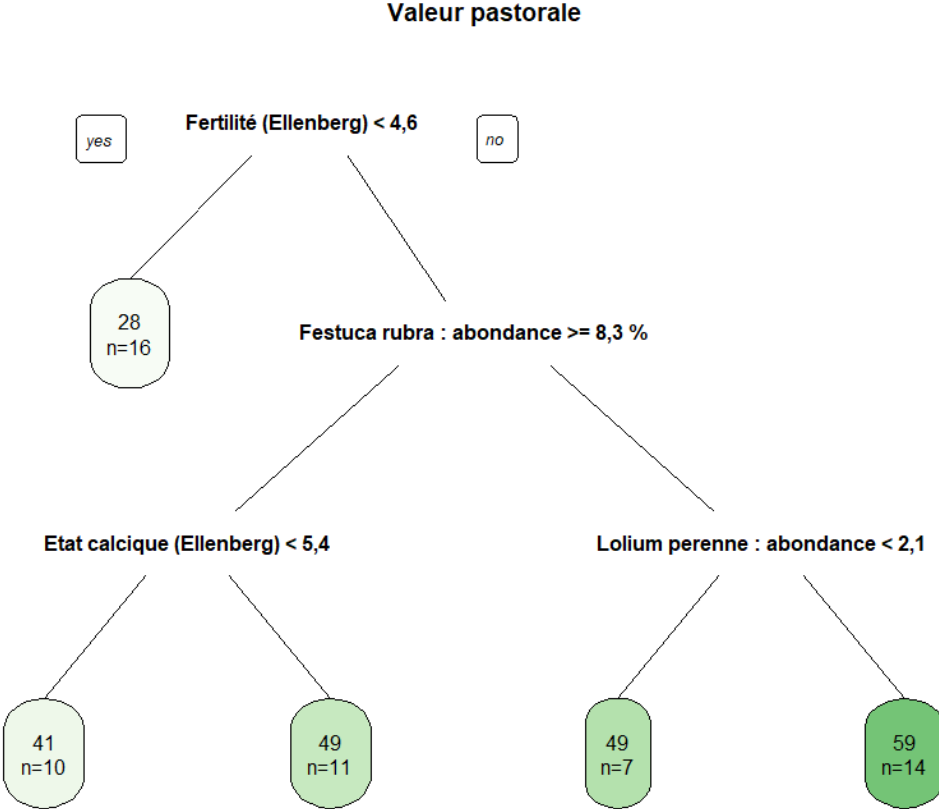 Valeur pastorale
yes
Fertilité (Ellenberg) < 4,6
no
28
n=16
Festuca rubra : abondance >= 8,3 %
Etat calcique (Ellenberg) < 5,4
Lolium perenne : abondance < 2,1
41
n=10
49
n=11
49
n=7
59
n=14